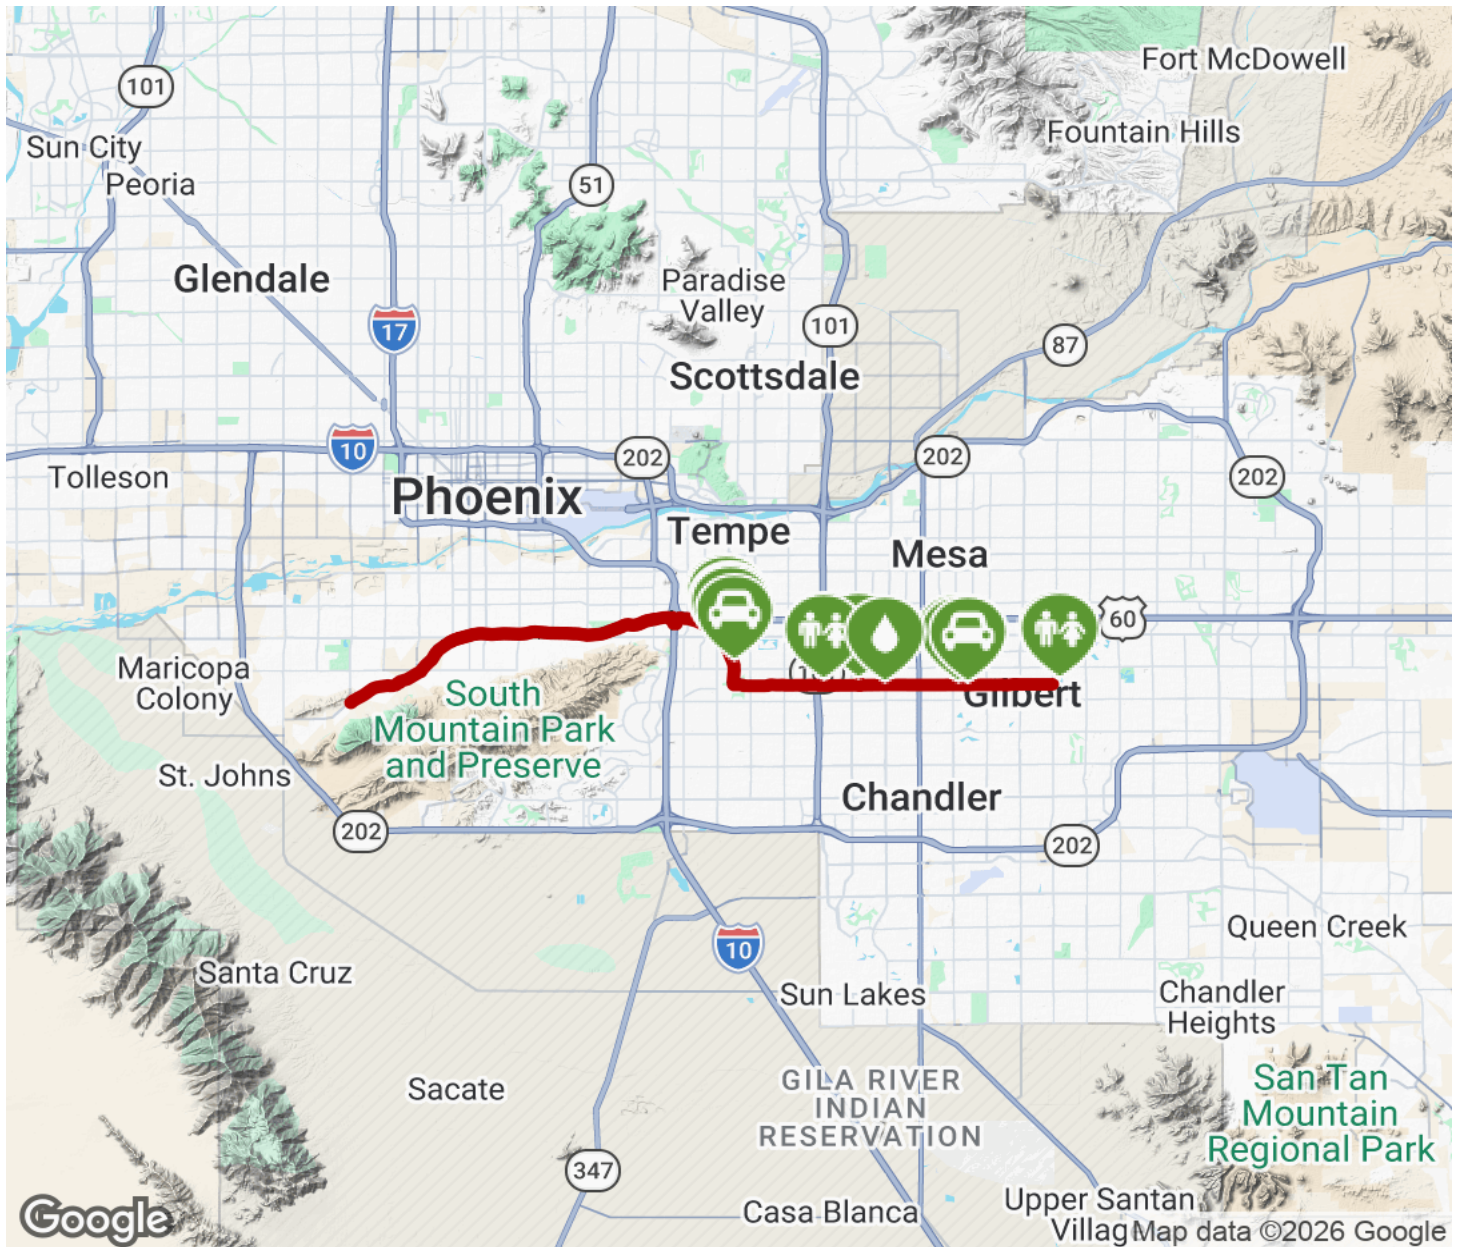 Fort McDowell
101
Fountain Hills
Sun City
Peoria
51
Glendale
Paradise
Valley
17
101
87
Scottsdale
10
202
202
202
Tolleson
Phoenix
Tempe
Mesa
60
Maricopa
Colony
South
Mountain Park
and Preserve
Gilbert
St. Johns
Chandler
202
202
Queen Creek
10
Santa Cruz
Sun Lakes
Chandler
Heights
Sacate
GILA RIVER
INDIAN
RESERVATION
San Tan
Mountain
Regional Park
347
Casa Blanca
Upper Santan
Villag
Google
Map data ©2026 Google